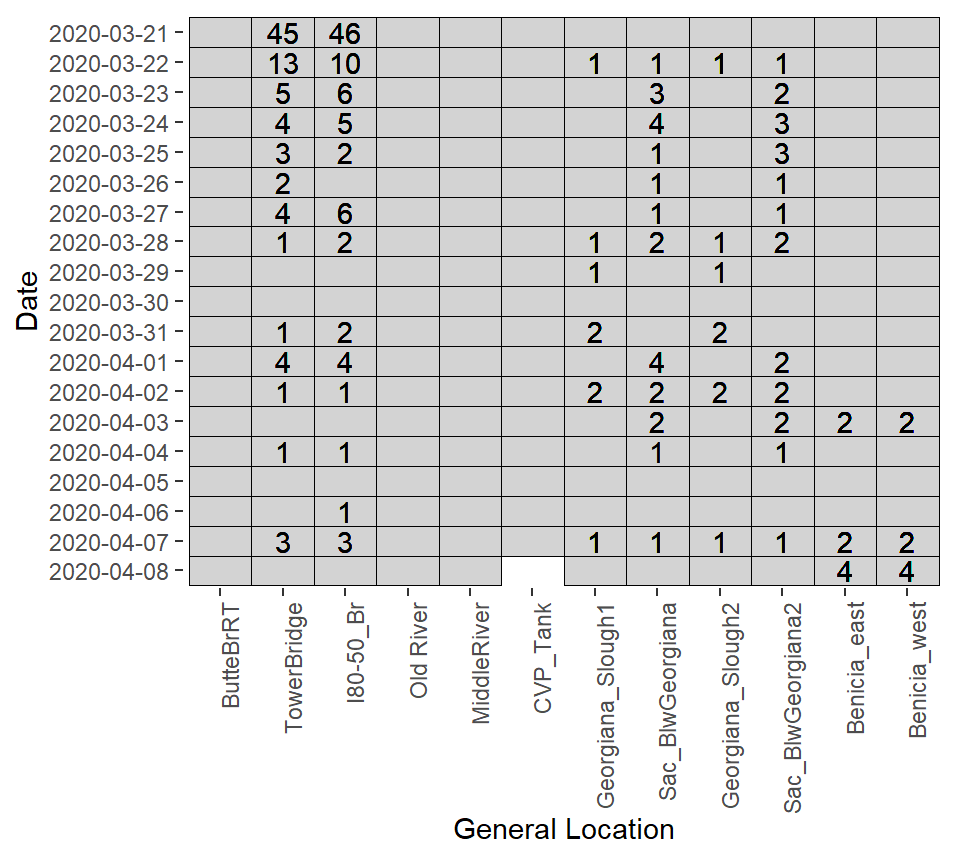 2020-03-21 45 46
2020-03-22 13 10 1 1 1 1
2020-03-23 5 6 3 2
2020-03-24 4 5 4 3
2020-03-25 3 2 1 3
2020-03-26 2 1 1
2020-03-27 4 6 1 1
2020-03-28 1 2 1 2 1 2
2020-03-29 1 1
2020-03-30
2020-03-31 1 2 2 2
2020-04-01 4 4 4 2
2020-04-02 1 1 2 2 2 2
2020-04-03 2 2 2 2
2020-04-04 1 1 1 1
2020-04-05
2020-04-06 1
2020-04-07 3 3 1 1 1 1 2 2
2020-04-08 4 4
Date
ButteBrRT
TowerBridge
I80-50_Br
Old River
MiddleRiver
CVP_Tank
Georgiana_Slough1
Sac_BlwGeorgiana
Georgiana_Slough2
Sac_BlwGeorgiana2
Benicia_east
Benicia_west
General Location